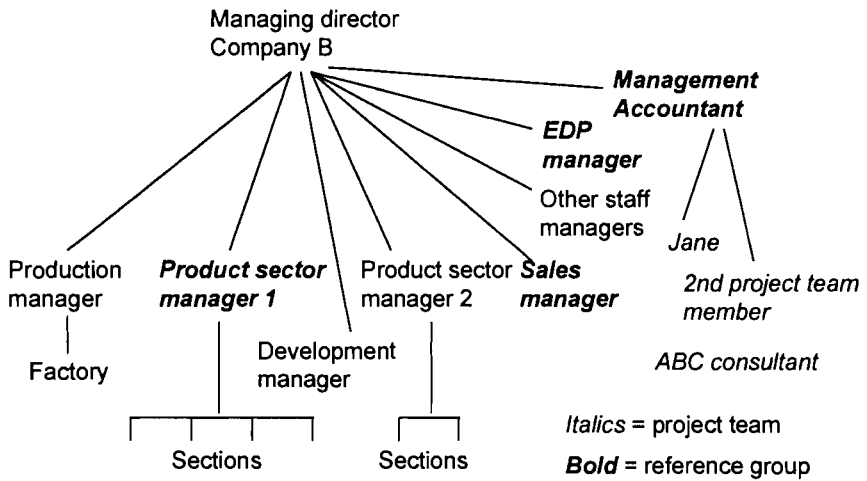 Managing director
Company B
Management
Accountant
EDP
manager
Other staff
managers
Jane
2nd project team
member
ABC consultant
Production
manager
Factory
Product sector
manager 1
Sections
Development
manager
Product sector
manager 2
Sections
Sales
manager
Italics = project team
Bold = reference group